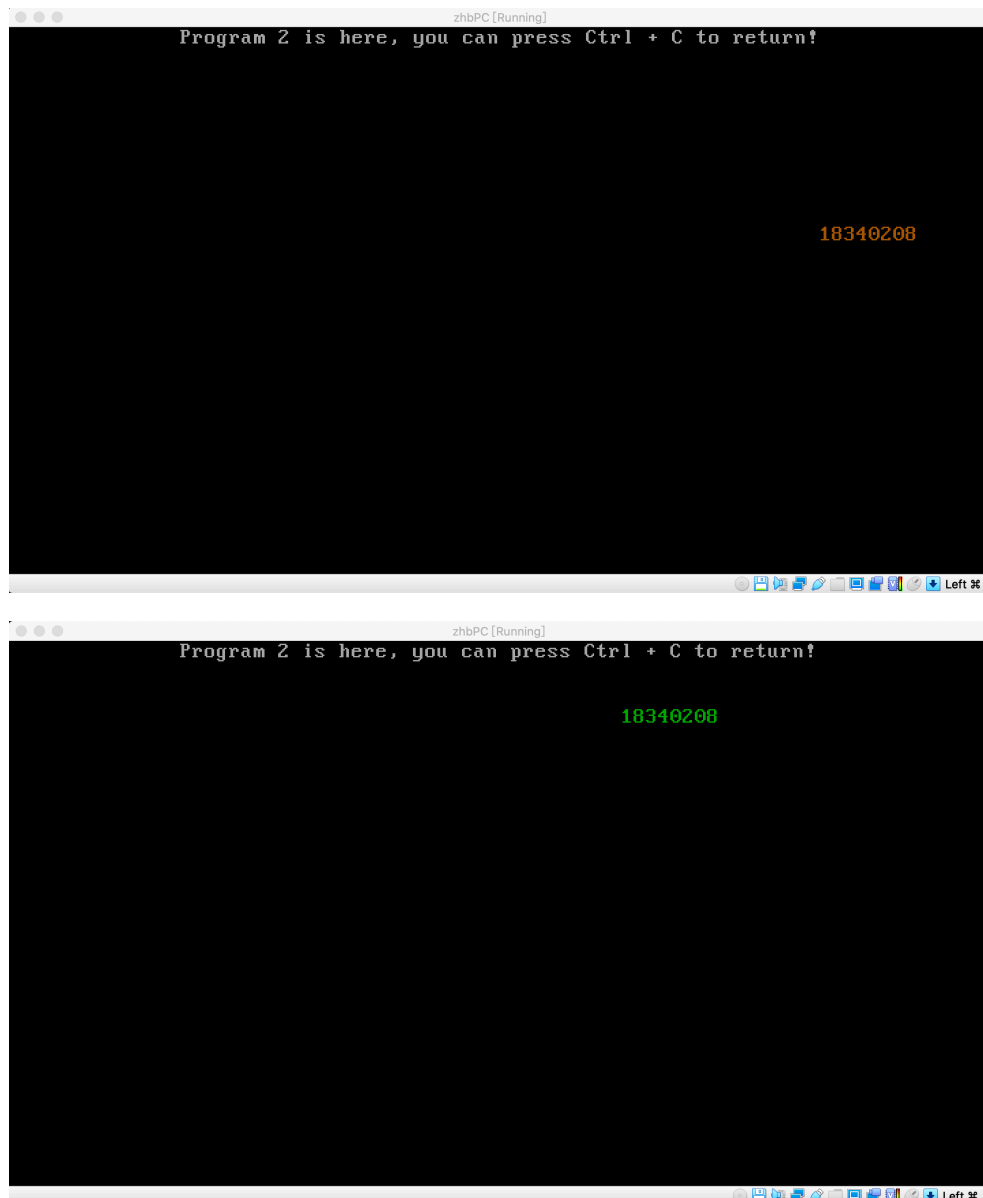 zhbPC [Running]
Program 2 is here, you can press Ctrl + C to return!
18340208
Left ⌘
zhbPC [Running]
Program 2 is here, you can press Ctrl + C to return!
18340208
Left ⌘